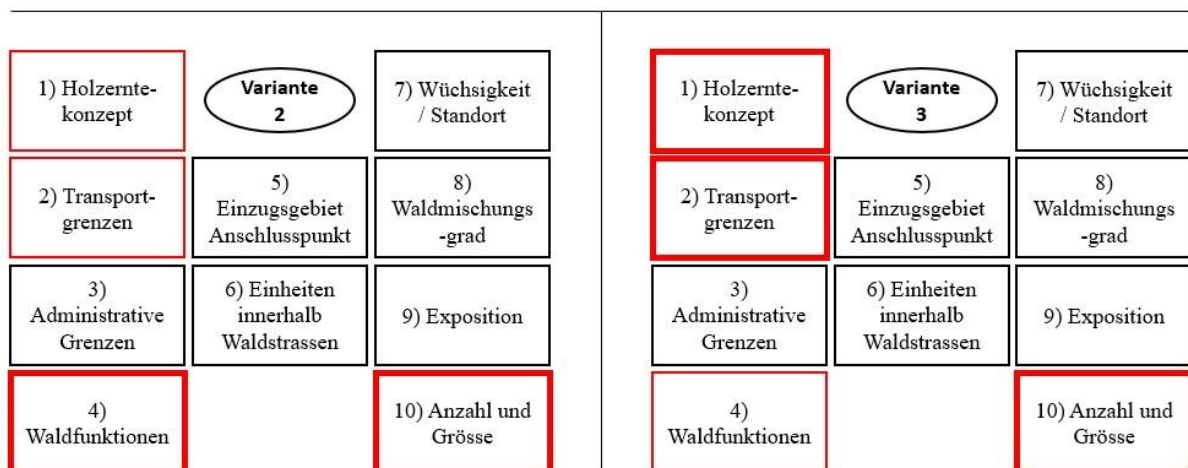 1) Holzernte-
konzept
Variante
2
7) Wüchsigkeit
/ Standort
2) Transport-
grenzen
5)
Einzugsgebiet
Anschlusspunkt
8)
Waldmischungs
-grad
3)
Administrative
Grenzen
6) Einheiten
innerhalb
Waldstrassen
9) Exposition
4)
Waldfunktionen
10) Anzahl und
Grösse
1) Holzernte-
konzept
Variante
3
7) Wüchsigkeit
/ Standort
2) Transport-
grenzen
5)
Einzugsgebiet
Anschlusspunkt
8)
Waldmischungs
-grad
3)
Administrative
Grenzen
6) Einheiten
innerhalb
Waldstrassen
9) Exposition
4)
Waldfunktionen
10) Anzahl und
Grösse